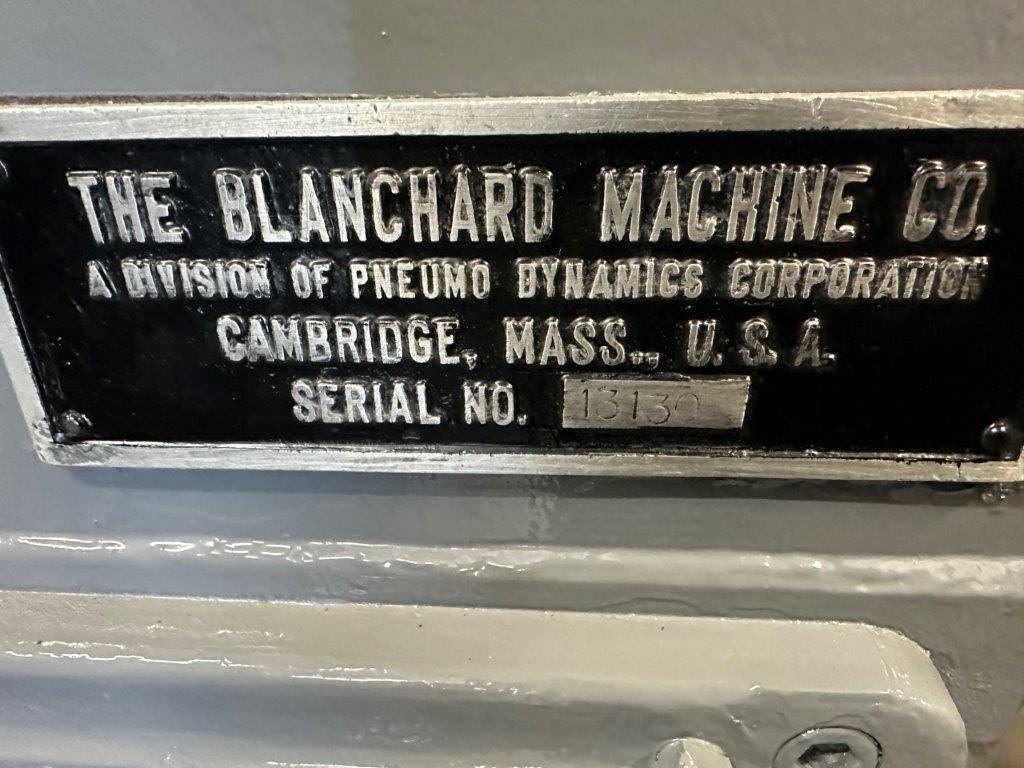 THE BLANCHARD MACHINE CO.
A DIVISION OF PNEUMO DYNAMICS CORPORATION
CAMBRIDGE, MASS., U.S.A.
SERIAL NO. 13130